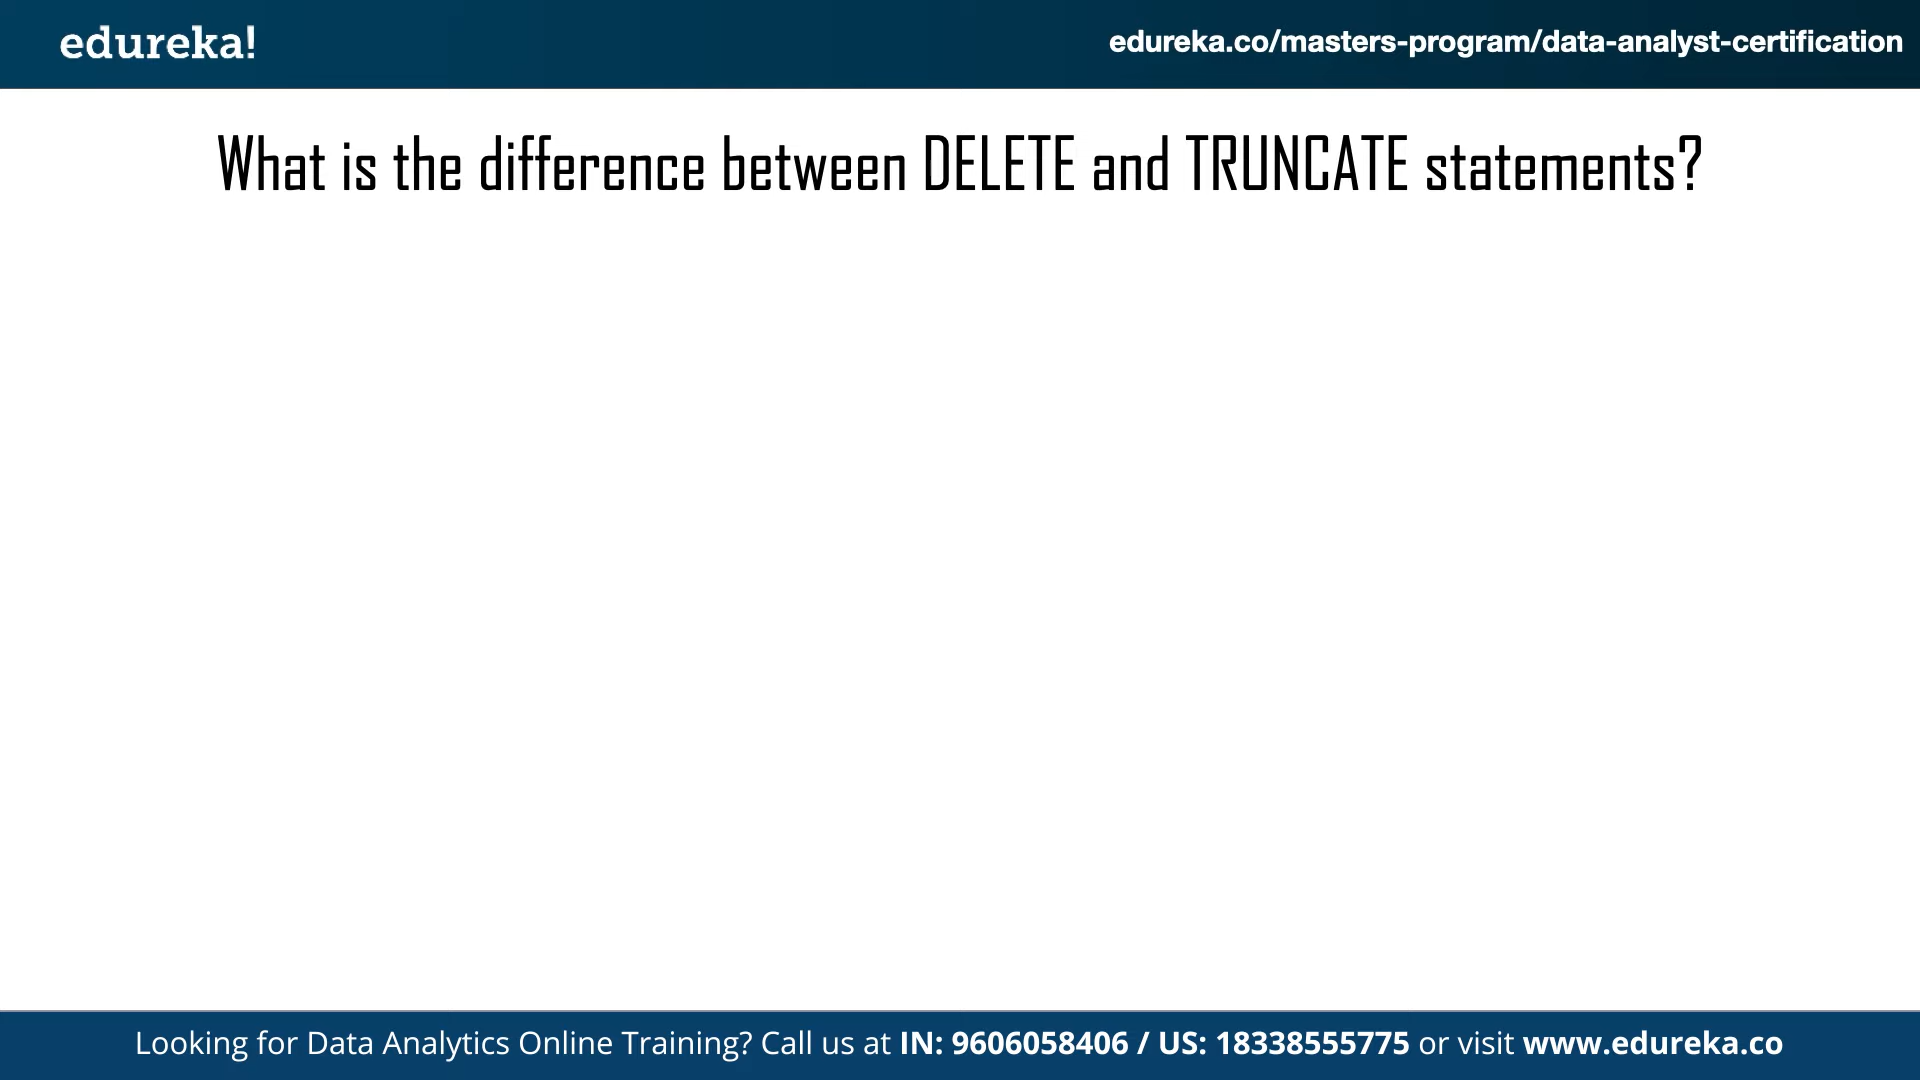 edureka!
edureka.co/masters-program/data-analyst-certification
What is the difference between DELETE and TRUNCATE statements?
Looking for Data Analytics Online Training? Call us at IN: 9606058406 / US: 18338555775 or visit www.edureka.co